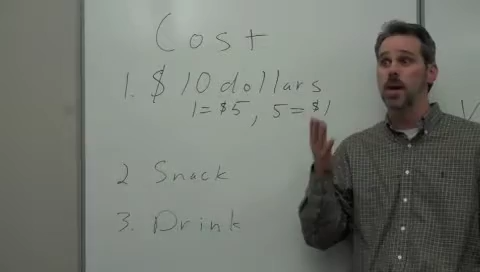 Cost
1. $10 dollars
1=$5, 5=$1
2 Snack
3. Drink